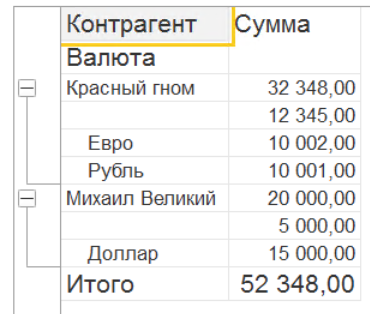 Контрагент Сумма
Валюта
Красный гном 32 348,00
12 345,00
Евро 10 002,00
Рубль 10 001,00
Михаил Великий 20 000,00
5 000,00
Доллар 15 000,00
Итого 52 348,00